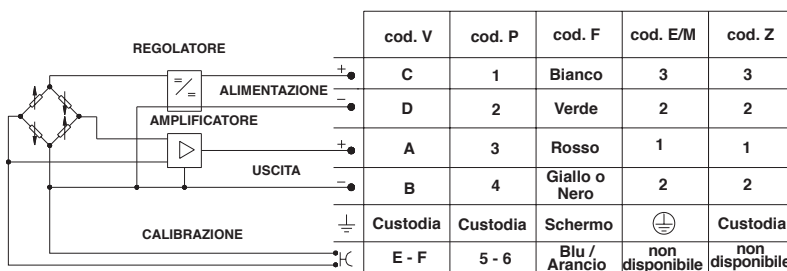 cod. V cod. P cod. F cod. E/M cod. Z
REGOLATORE
+ C 1 Bianco 3 3
ALIMENTAZIONE
− D 2 Verde 2 2
AMPLIFICATORE
+ A 3 Rosso 1 1
USCITA
− B 4 Giallo o Nero 2 2
Custodia Custodia Schermo Custodia
CALIBRAZIONE
E - F 5 - 6 Blu / Arancio non disponibile non disponibile